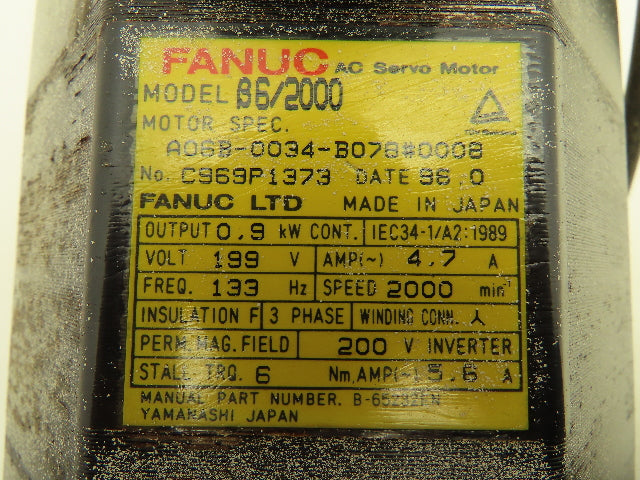 FANUC AC Servo Motor
MODEL β6/2000
MOTOR SPEC.
A06B-0034-B078#0008
No. C969P1373 DATE 98.0
FANUC LTD MADE IN JAPAN
OUTPUT 0.9 kW CONT. IEC34-1/A2:1989
VOLT 199 V AMP(~) 4.7 A
FREQ. 133 Hz SPEED 2000 min⁻¹
INSULATION F 3 PHASE WINDING CONN. 人
PERM. MAG. FIELD 200 V INVERTER
STALL TRQ. 6 Nm, AMP(~) 5.6 A
MANUAL PART NUMBER.
YAMANASHI JAPAN